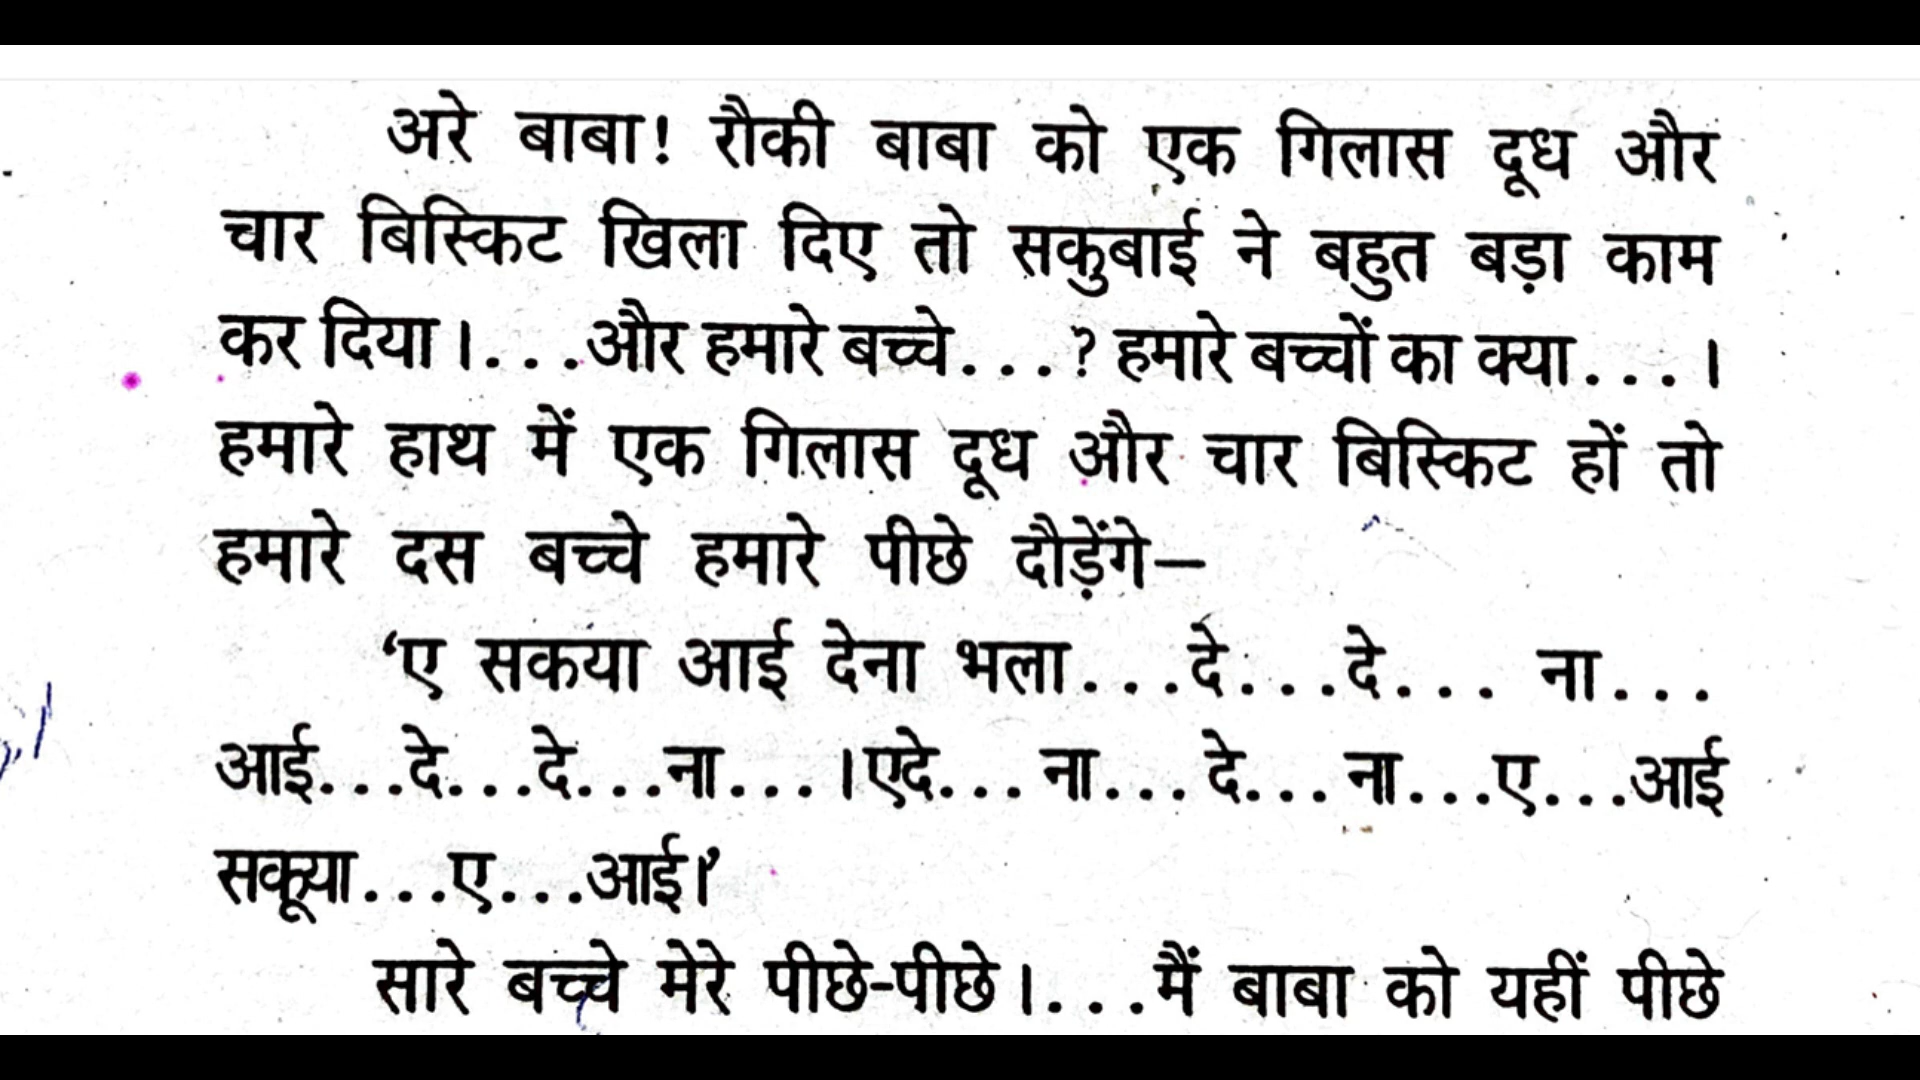 अरे बाबा! रौकी बाबा को एक गिलास दूध और
चार बिस्किट खिला दिए तो सकुबाई ने बहुत बड़ा काम
कर दिया।...और हमारे बच्चे...? हमारे बच्चों का क्या...।
हमारे हाथ में एक गिलास दूध और चार बिस्किट हों तो
हमारे दस बच्चे हमारे पीछे दौड़ेंगे—
‘ए सकया आई देना भला...दे...दे... ना...
आई...दे...दे...ना...।एदे... ना... दे... ना...ए...आई
सकूया...ए...आई।’
सारे बच्चे मेरे पीछे-पीछे।...मैं बाबा को यहीं पीछे